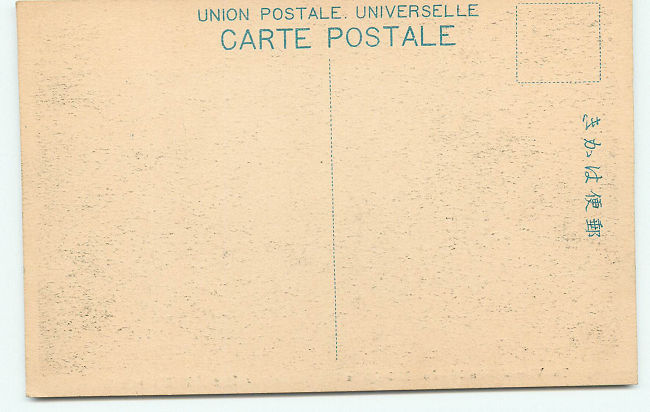 UNION POSTALE. UNIVERSELLE
CARTE POSTALE
郵便はかき